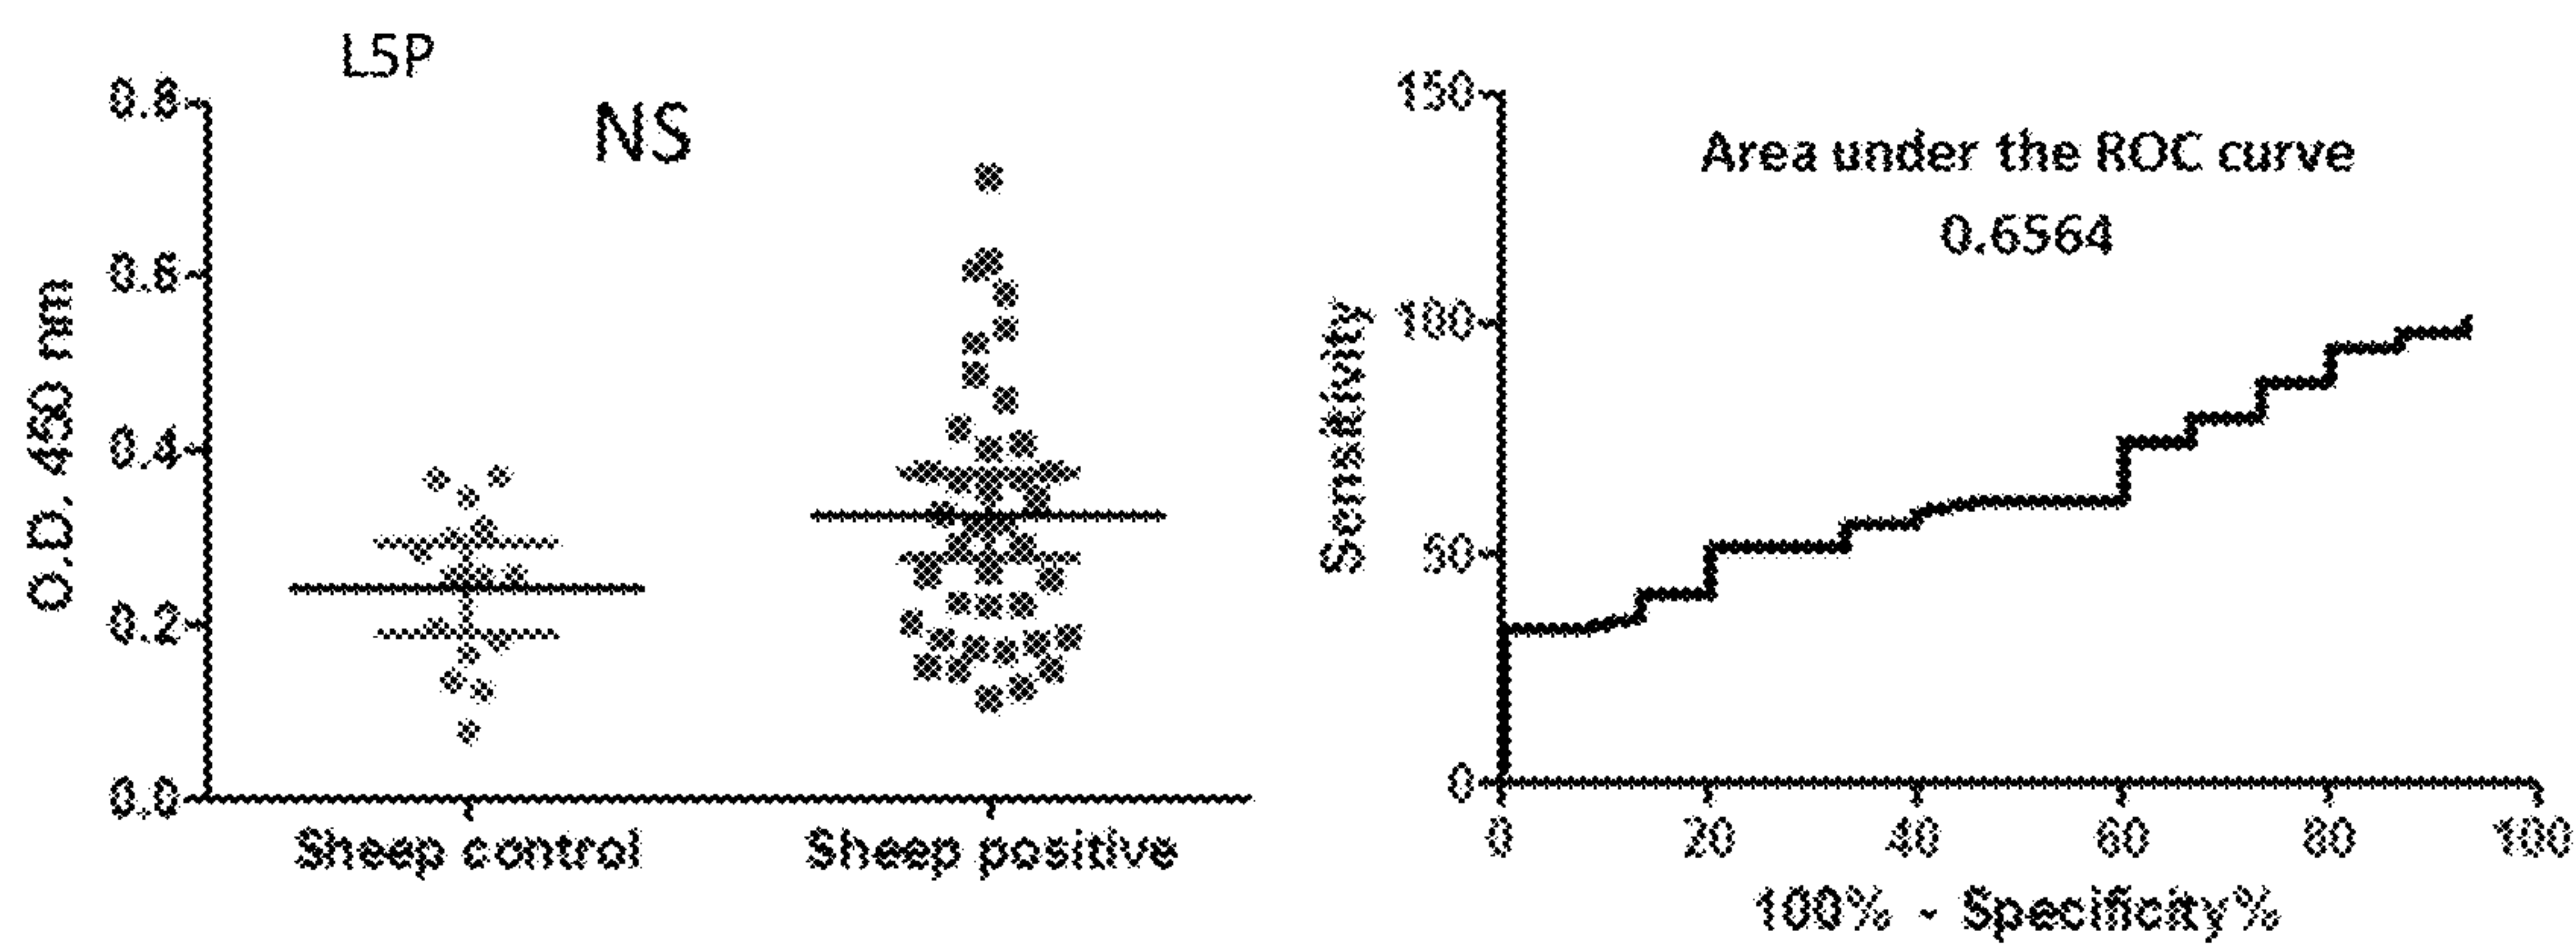 L5P
NS
O.D. 450 nm
0.8
0.6
0.4
0.2
0.0
Sheep control
Sheep positive
Area under the ROC curve
0.6564
Sensitivity
150
100
50
0
0
20
40
60
80
100
100% - Specificity%